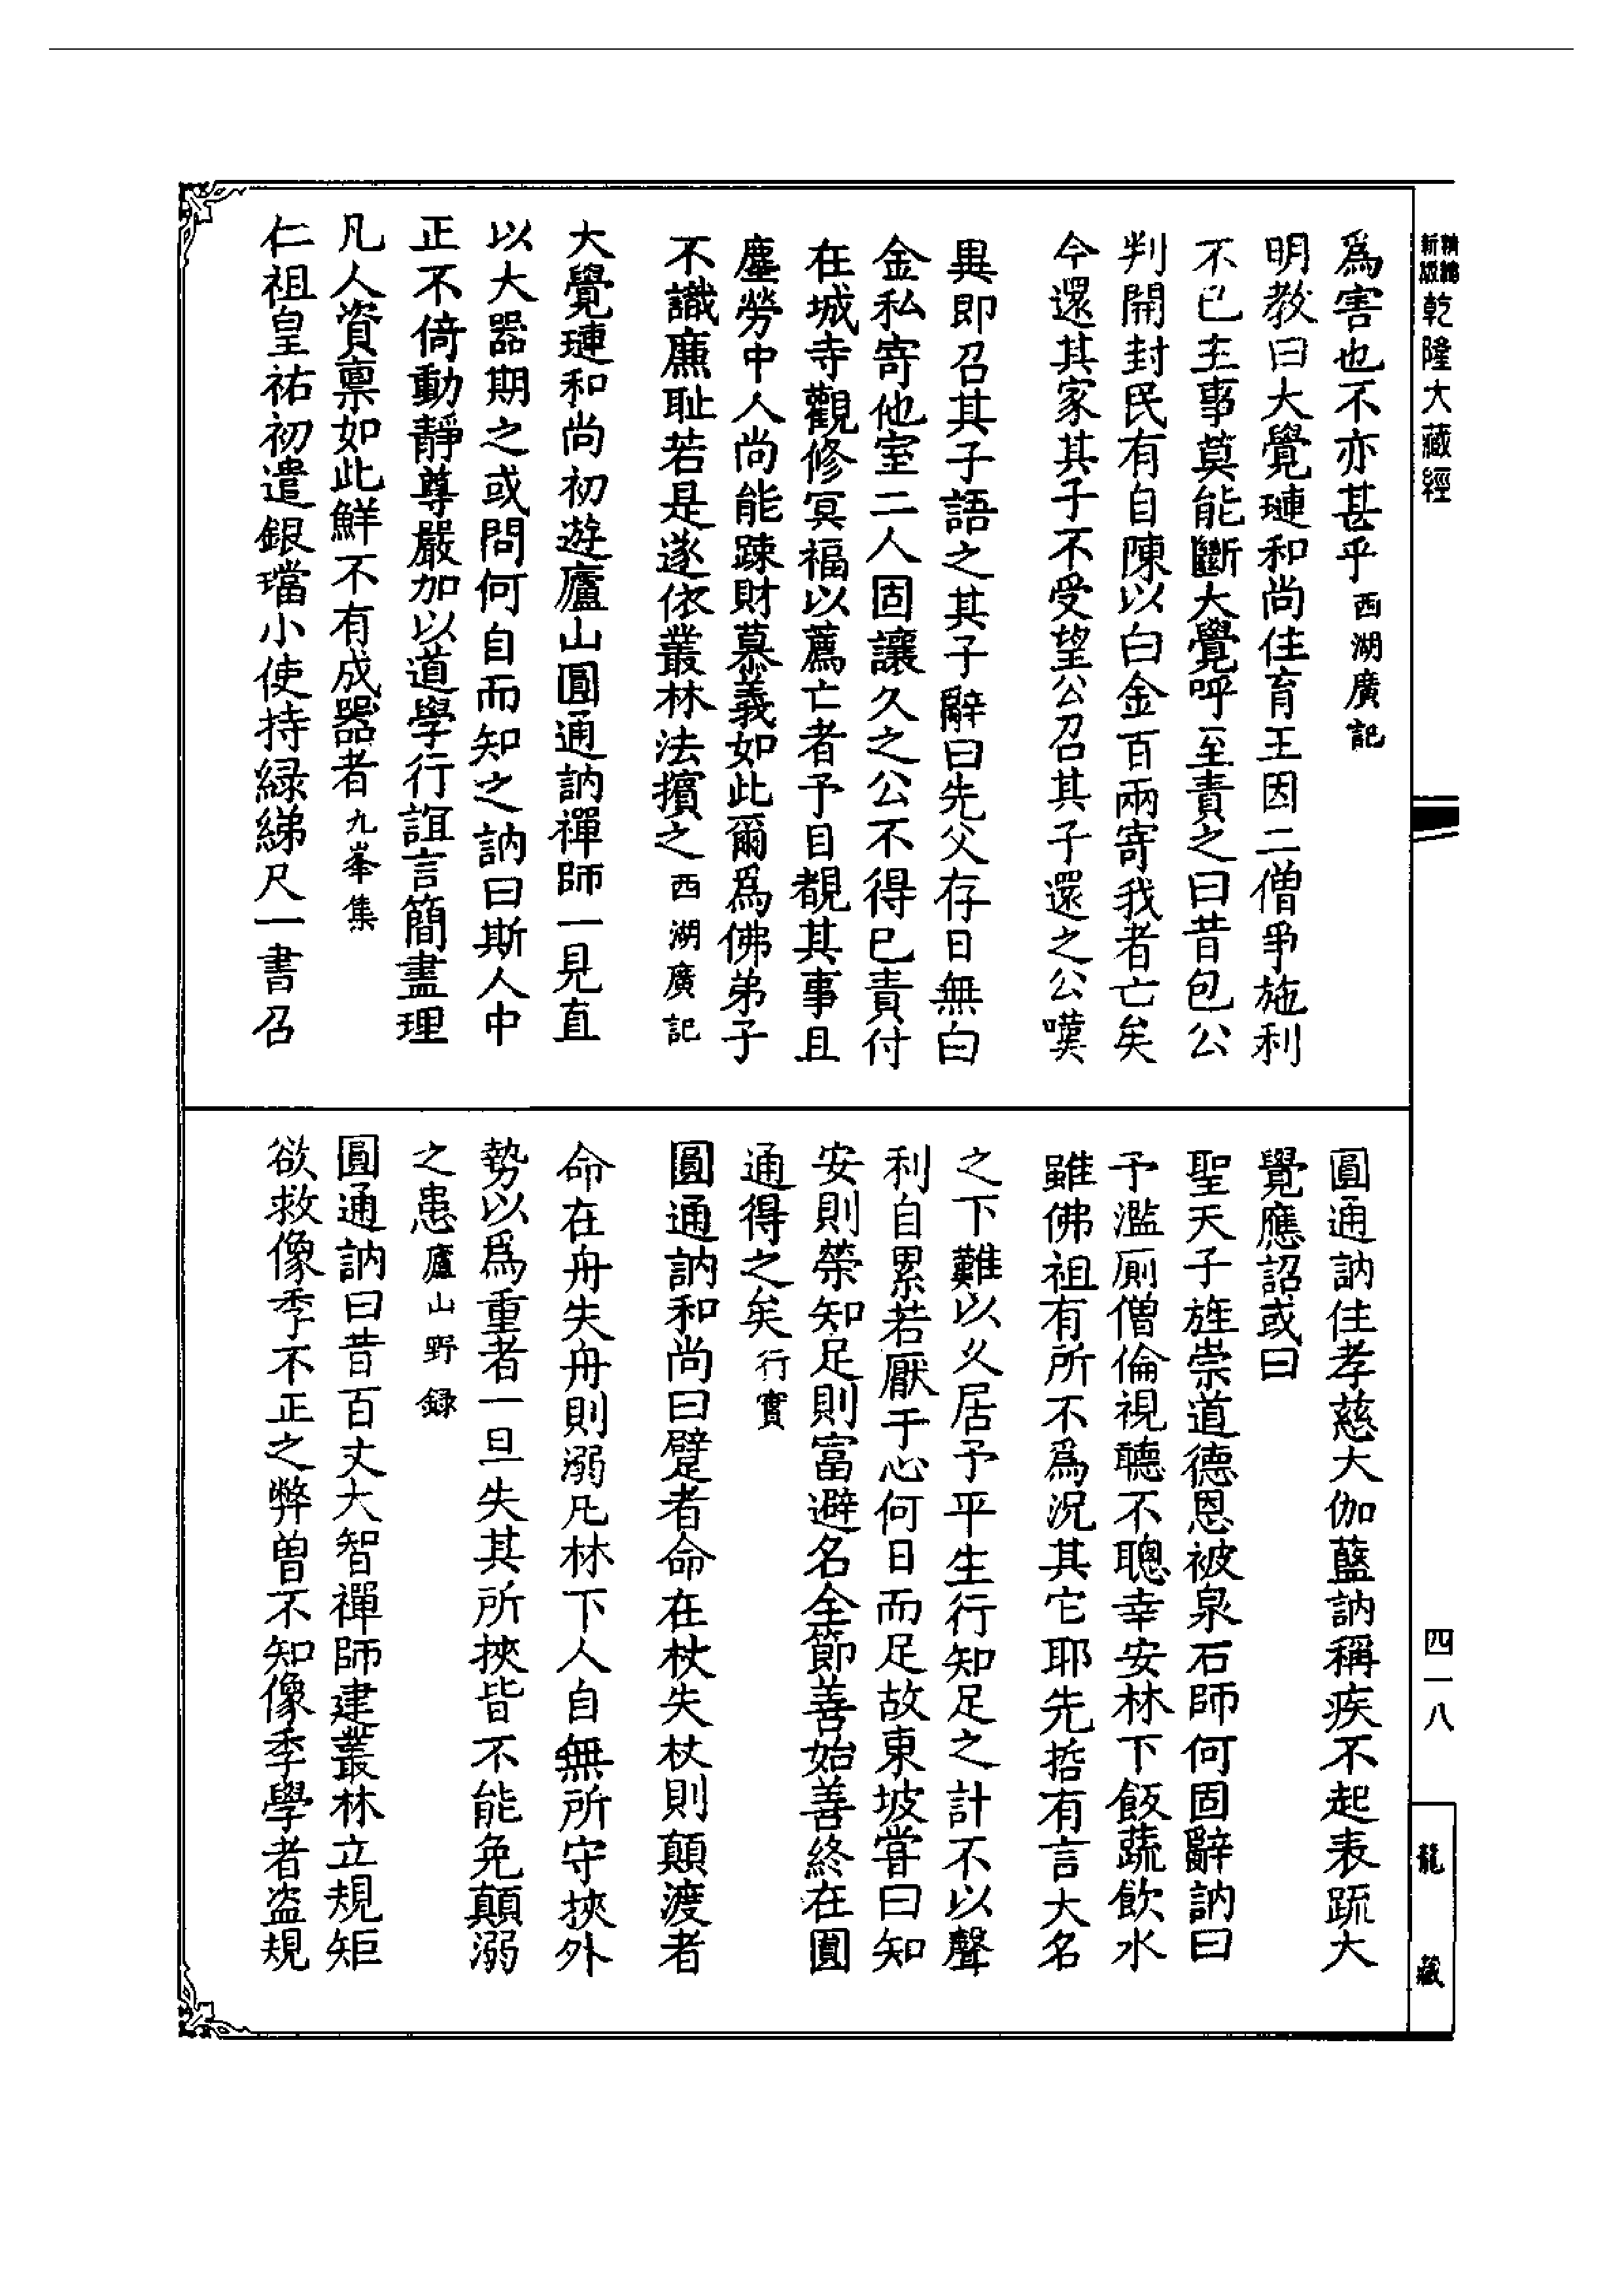 精縮
新版
乾隆大藏經
四一八
龍藏
為害也不亦甚乎 西湖廣記
明教曰大覺璉和尚住育王因二僧爭施利
不已主事莫能斷大覺呼至責之曰昔包公
判開封民有自陳以白金百兩寄我者亡矣
今還其家其子不受望公召其子還之公嘆
異即召其子語之其子辭曰先父存日無白
金私寄他室二人固讓久之公不得已責付
在城寺觀修冥福以薦亡者予目覩其事且
塵勞中人尚能踈財慕義如此爾為佛弟子
不識廉耻若是遂依叢林法擯之 西湖廣記
大覺璉和尚初遊廬山圓通訥禪師一見直
以大器期之或問何自而知之訥曰斯人中
正不倚動靜尊嚴加以道學行誼言簡盡理
凡人資禀如此鮮不有成器者 九峯集
仁祖皇祐初遣銀璫小使持綠綈尺一書召
圓通訥住孝慈大伽藍訥稱疾不起表疏大
覺應詔或曰
聖天子旌崇道德恩被泉石師何固辭訥曰
予濫厠僧倫視聽不聰幸安林下飯蔬飲水
雖佛祖有所不為況其它耶先哲有言大名
之下難以久居予平生行知足之計不以聲
利自累若厭于心何日而足故東坡甞曰知
安則榮知足則富避名全節善始善終在圓
通得之矣 行實
圓通訥和尚曰躄者命在杖失杖則顛渡者
命在舟失舟則溺凡林下人自無所守挾外
勢以為重者一旦失其所挾皆不能免顛溺
之患 廬山野録
圓通訥曰昔百丈大智禪師建叢林立規矩
欲救像季不正之弊曾不知像季學者盜規